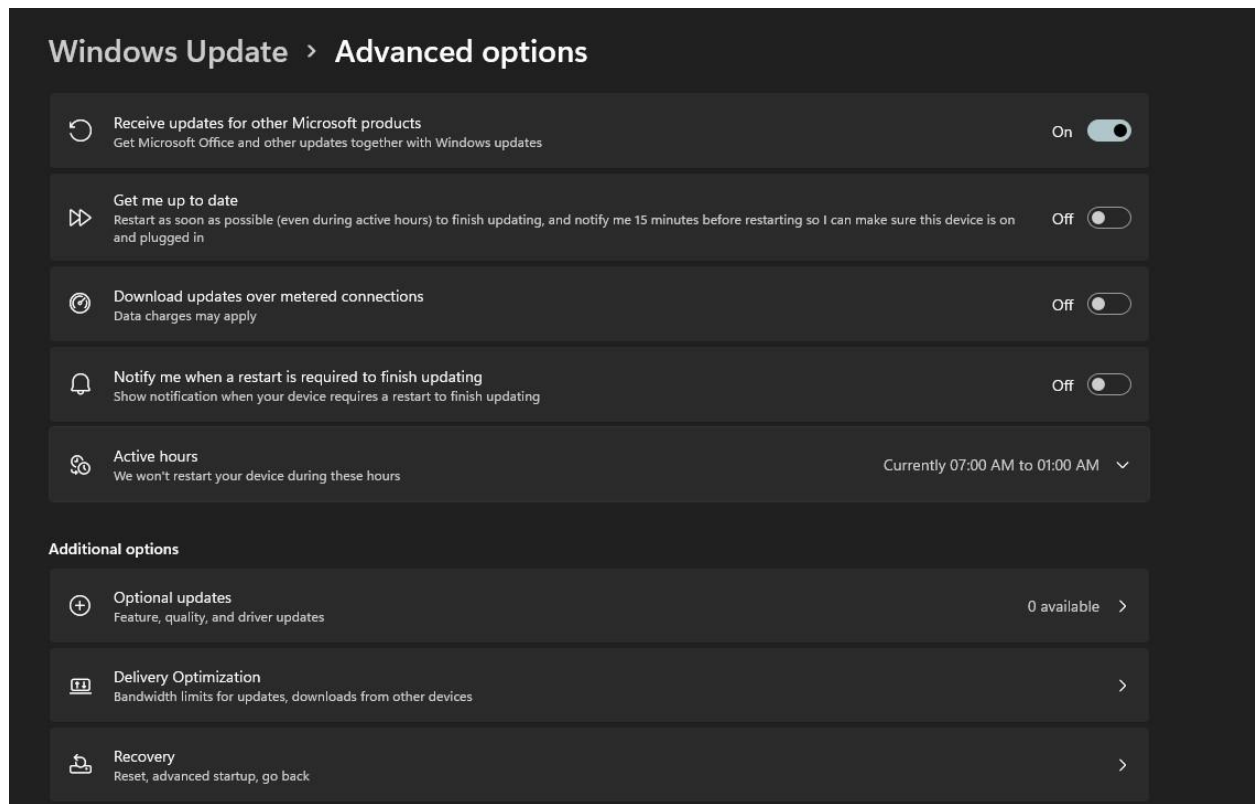 Windows Update > Advanced options
Receive updates for other Microsoft products
Get Microsoft Office and other updates together with Windows updates
On
Get me up to date
Restart as soon as possible (even during active hours) to finish updating, and notify me 15 minutes before restarting so I can make sure this device is on
and plugged in
Off
Download updates over metered connections
Data charges may apply
Off
Notify me when a restart is required to finish updating
Show notification when your device requires a restart to finish updating
Off
Active hours
We won't restart your device during these hours
Currently 07:00 AM to 01:00 AM
Additional options
Optional updates
Feature, quality, and driver updates
0 available
Delivery Optimization
Bandwidth limits for updates, downloads from other devices
Recovery
Reset, advanced startup, go back